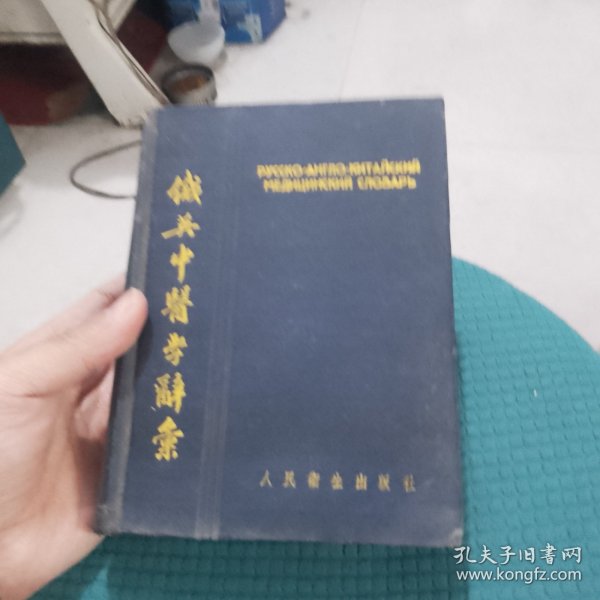 俄英中醫學辭彙
РУССКО-АНГЛО-КИТАЙСКИЙ
МЕДИЦИНСКИЙ СЛОВАРЬ
人民衛生出版社
孔夫子旧书网
www.kongfz.com